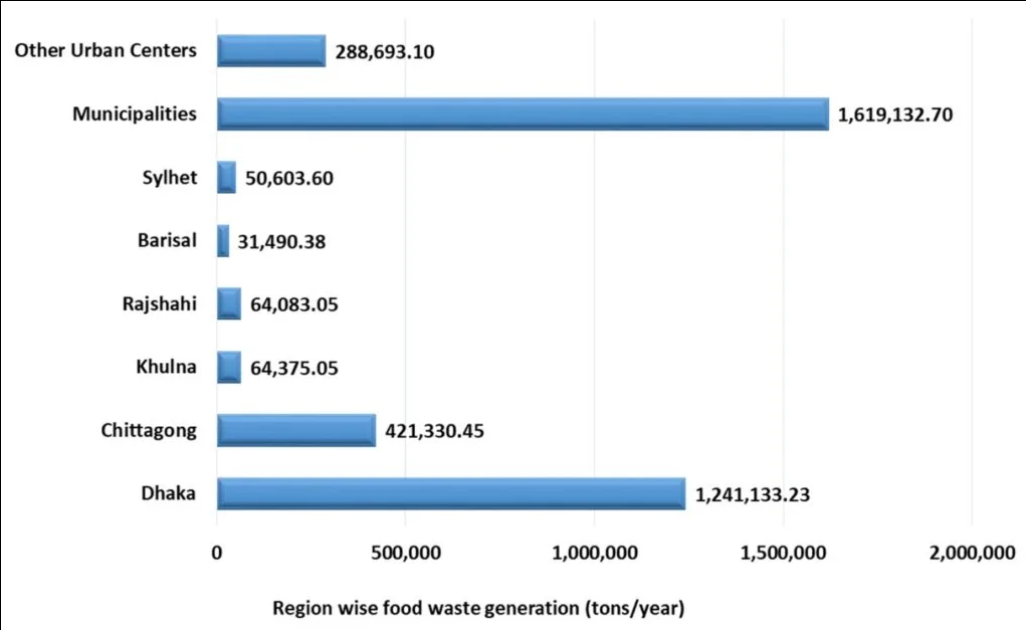 Other Urban Centers 288,693.10
Municipalities 1,619,132.70
Sylhet 50,603.60
Barisal 31,490.38
Rajshahi 64,083.05
Khulna 64,375.05
Chittagong 421,330.45
Dhaka 1,241,133.23
0 500,000 1,000,000 1,500,000 2,000,000
Region wise food waste generation (tons/year)